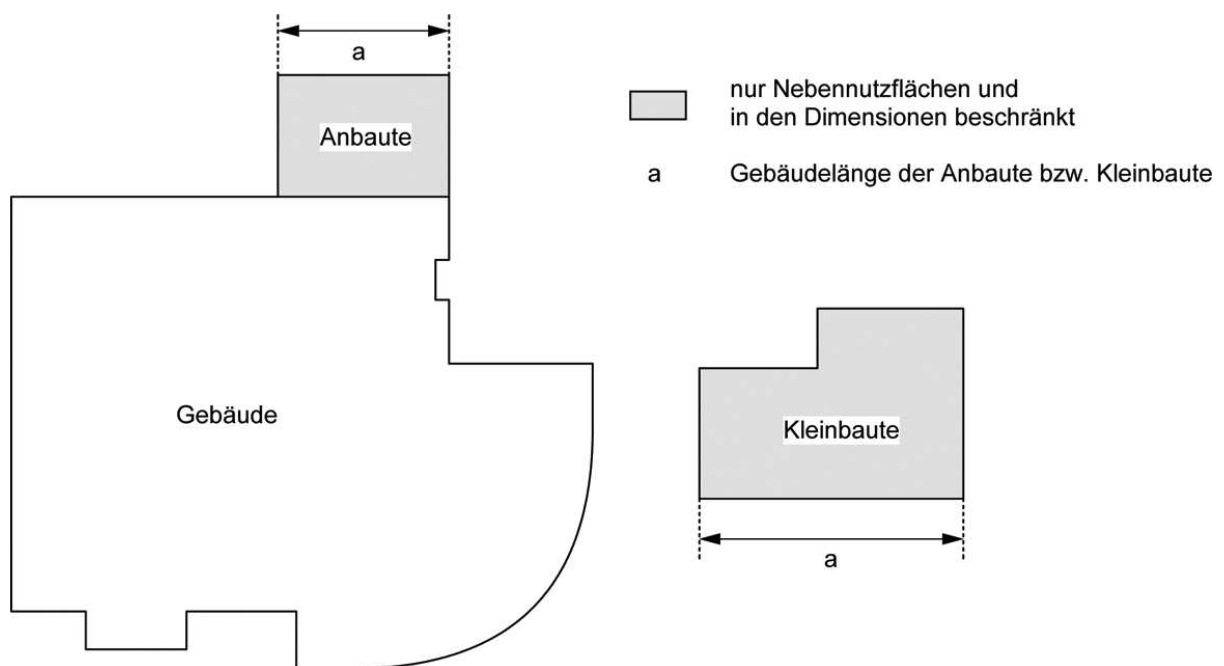 a
Anbaute
nur Nebennutzflächen und
in den Dimensionen beschränkt
a Gebäudelänge der Anbaute bzw. Kleinbaute
Gebäude
Kleinbaute
a